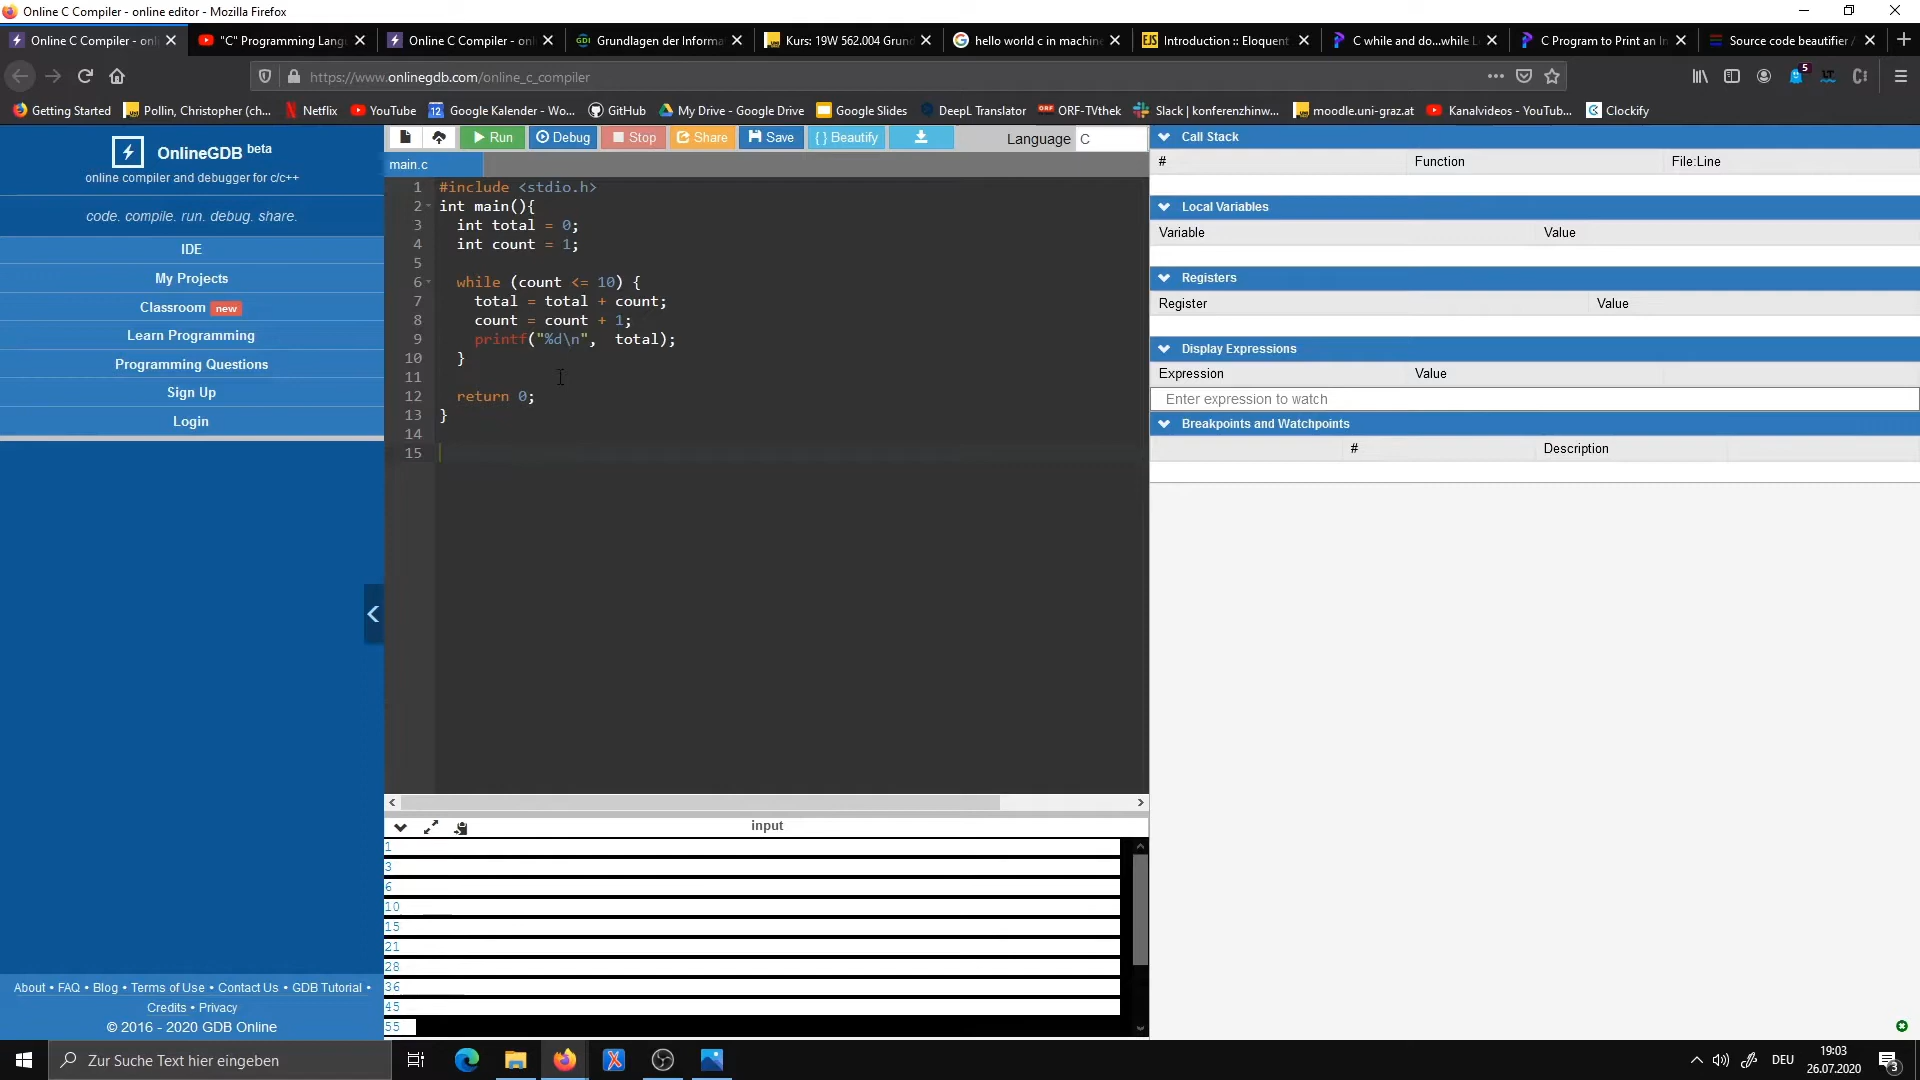 Online C Compiler - online editor - Mozilla Firefox
Online C Compiler - onl
"C" Programming Langu
Online C Compiler - on
Grundlagen der Informa
Kurs: 19W 562.004 Grun
hello world c in machine
Introduction :: Eloquent
C while and do...while L
C Program to Print an In
Source code beautifier /
https://www.onlinegdb.com/online_c_compiler
5
Getting Started
Pollin, Christopher (ch...
Netflix
YouTube
12 Google Kalender - Wo...
GitHub
My Drive - Google Drive
Google Slides
DeepL Translator
ORF ORF-TVthek
Slack | konferenzhinw...
moodle.uni-graz.at
Kanalvideos - YouTub...
Clockify
OnlineGDB beta
online compiler and debugger for c/c++
code. compile. run. debug. share.
IDE
My Projects
Classroom new
Learn Programming
Programming Questions
Sign Up
Login
About • FAQ • Blog • Terms of Use • Contact Us • GDB Tutorial •
Credits • Privacy
© 2016 - 2020 GDB Online
Run Debug Stop Share Save { } Beautify Language C
main.c
1 #include <stdio.h>
2 int main(){
3 int total = 0;
4 int count = 1;
5
6 while (count <= 10) {
7 total = total + count;
8 count = count + 1;
9 printf("%d\n",  total);
10 }
11
12 return 0;
13 }
14
15
input
1
3
6
10
15
21
28
36
45
55
Call Stack
# Function File:Line
Local Variables
Variable Value
Registers
Register Value
Display Expressions
Expression Value
Enter expression to watch
Breakpoints and Watchpoints
# Description
Zur Suche Text hier eingeben
DEU
19:03
26.07.2020
3